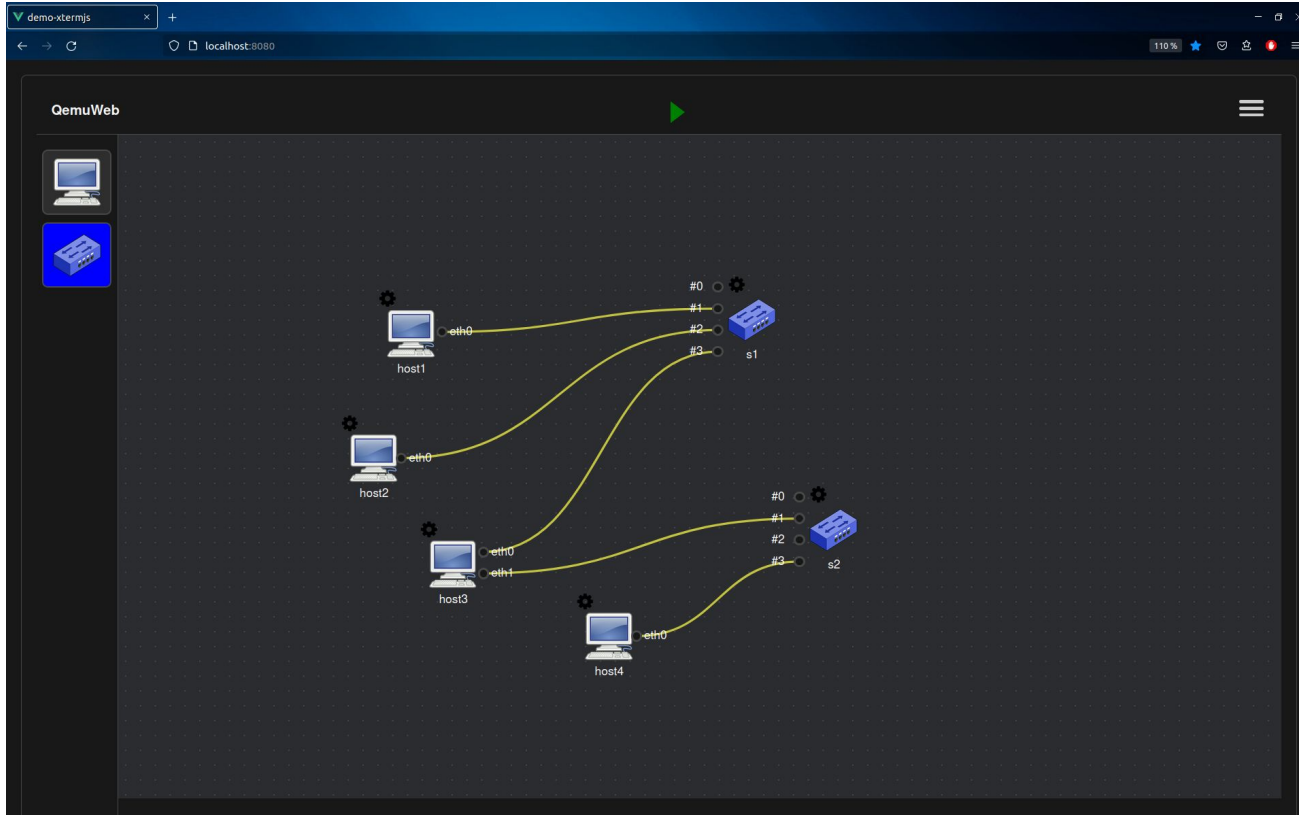 demo-xtermjs
localhost:8080
110 %
QemuWeb
#0
#1
eth0
#2
#3
s1
host1
eth0
host2
#0
#1
#2
eth0
#3
eth1
s2
host3
eth0
host4